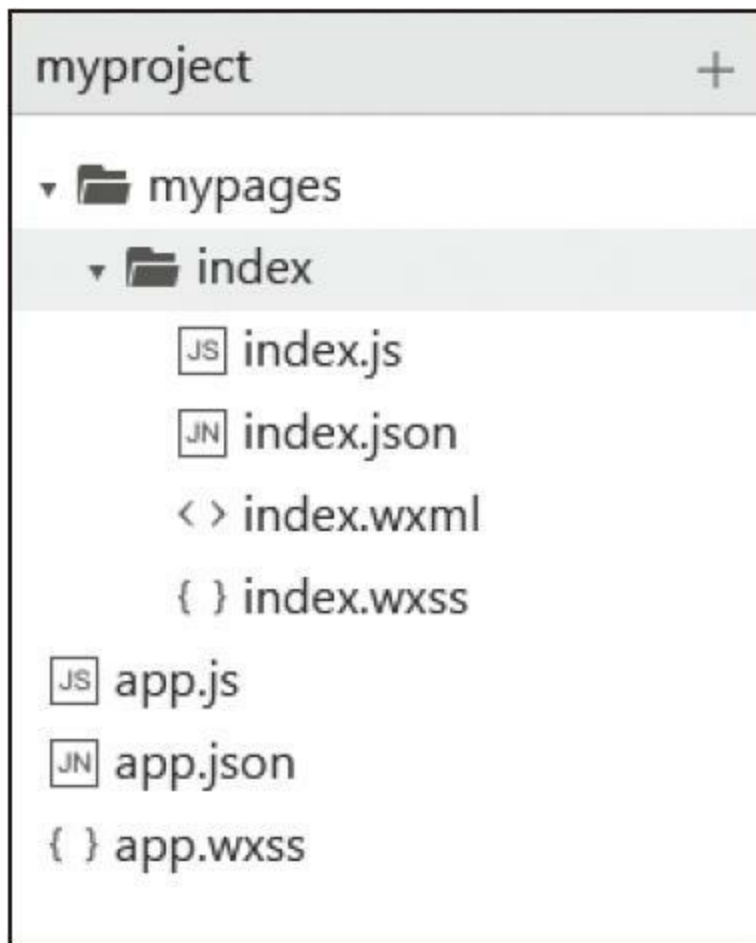 myproject +
mypages
index
JS index.js
JN index.json
< > index.wxml
{ } index.wxss
JS app.js
JN app.json
{ } app.wxss